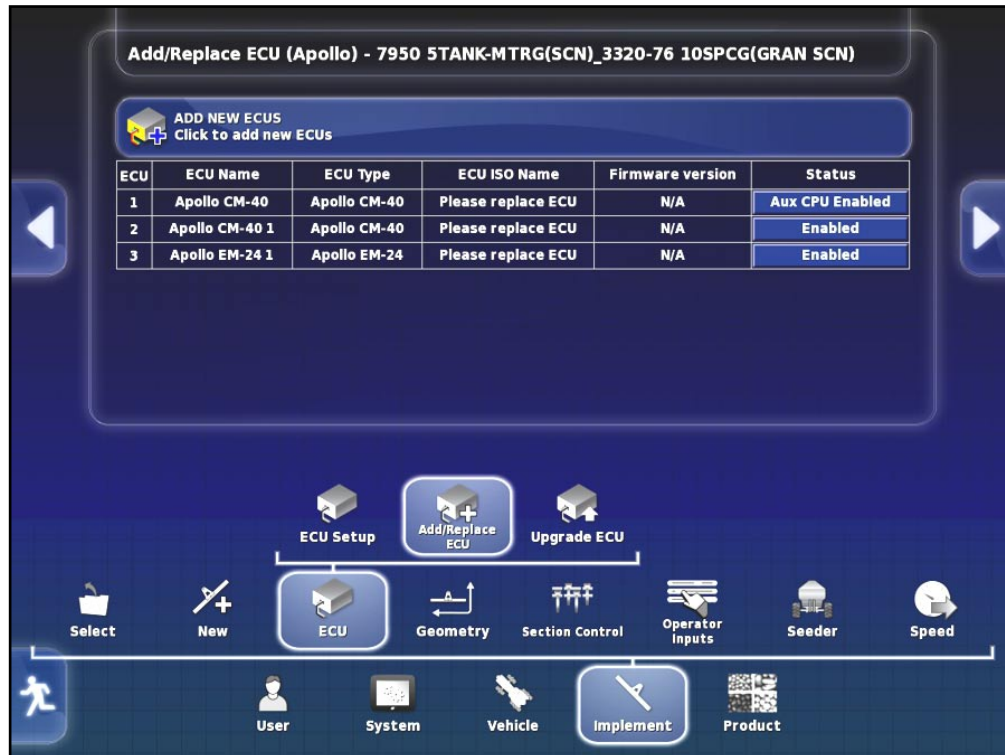 Add/Replace ECU (Apollo) - 7950 5TANK-MTRG(SCN)_3320-76 10SPCG(GRAN SCN)
ADD NEW ECUS
Click to add new ECUs
ECU ECU Name ECU Type ECU ISO Name Firmware version Status
1 Apollo CM-40 Apollo CM-40 Please replace ECU N/A Aux CPU Enabled
2 Apollo CM-40 1 Apollo CM-40 Please replace ECU N/A Enabled
3 Apollo EM-24 1 Apollo EM-24 Please replace ECU N/A Enabled
ECU Setup
Add/Replace
ECU
Upgrade ECU
Select
New
ECU
Geometry
Section Control
Operator
Inputs
Seeder
Speed
User
System
Vehicle
Implement
Product